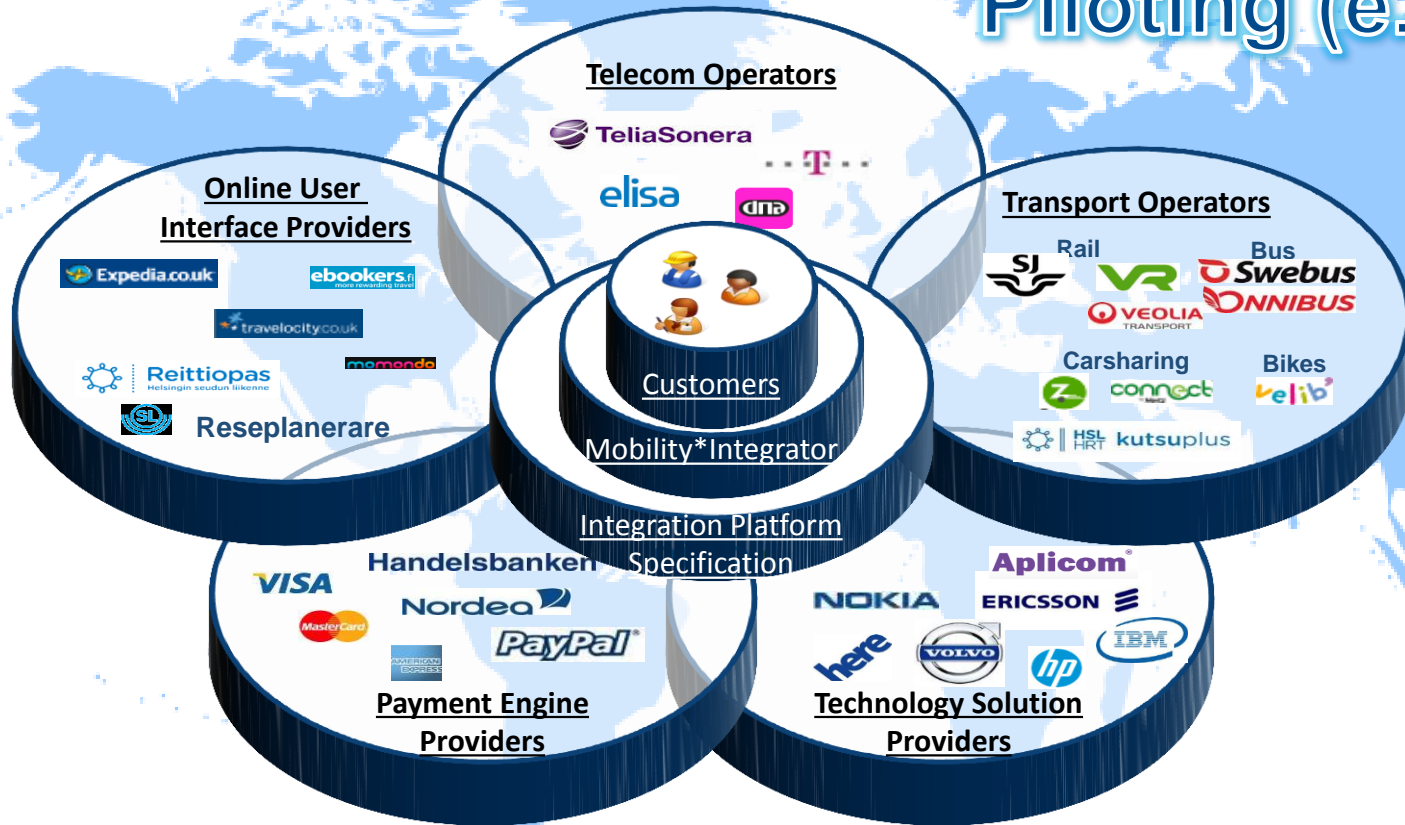 Piloting (e.
Telecom Operators
TeliaSonera
T
elisa
dna
Online User
Interface Providers
Expedia.co.uk
ebookers.fi
more rewarding travel
travelocity.co.uk
momondo
Reittiopas
Helsingin seudun liikenne
SL
Reseplanerare
Transport Operators
Rail
Bus
SJ
VR
Swebus
ONNIBUS
VEOLIA
TRANSPORT
Carsharing
Bikes
Z
connect
velib'
HSL
HRT
kutsuplus
Customers
Mobility*Integrator
Integration Platform
Specification
Handelsbanken
VISA
Nordea
MasterCard
PayPal
AMERICAN
EXPRESS
Payment Engine
Providers
Aplicom
NOKIA
ERICSSON
here
VOLVO
hp
IBM
Technology Solution
Providers